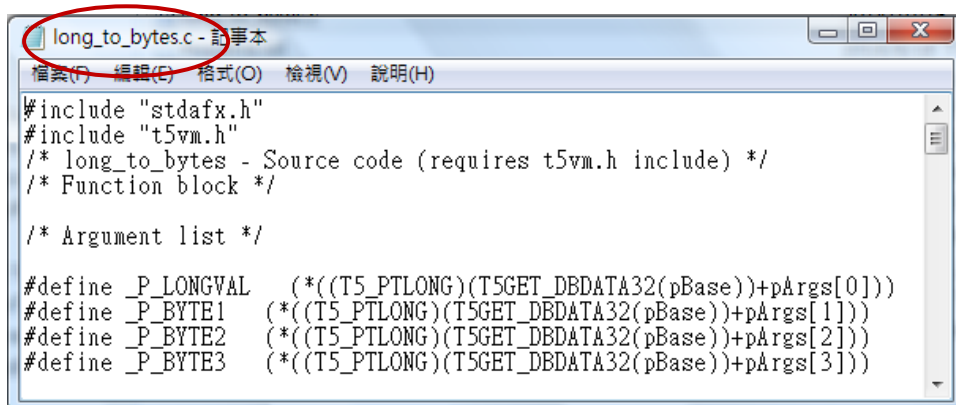 long_to_bytes.c - 記事本
檔案(F) 編輯(E) 格式(O) 檢視(V) 說明(H)
#include "stdafx.h"
#include "t5vm.h"
/* long_to_bytes - Source code (requires t5vm.h include) */
/* Function block */
/* Argument list */
#define _P_LONGVAL (*((T5_PTLONG)(T5GET_DBDATA32(pBase))+pArgs[0]))
#define _P_BYTE1 (*((T5_PTLONG)(T5GET_DBDATA32(pBase))+pArgs[1]))
#define _P_BYTE2 (*((T5_PTLONG)(T5GET_DBDATA32(pBase))+pArgs[2]))
#define _P_BYTE3 (*((T5_PTLONG)(T5GET_DBDATA32(pBase))+pArgs[3]))